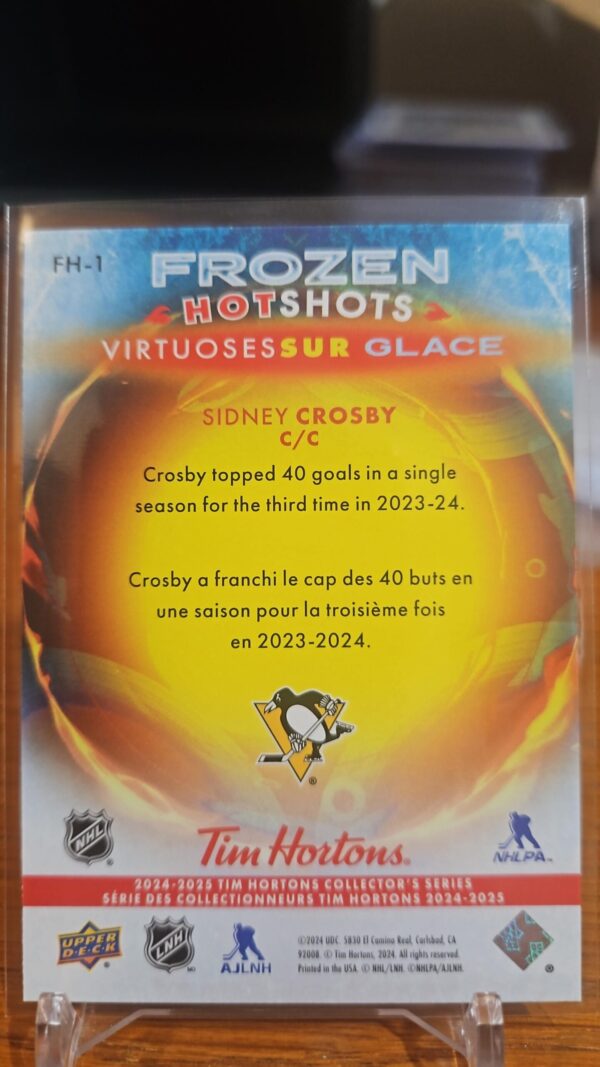 FH-1
FROZEN
HOTSHOTS
VIRTUOSES SUR GLACE
SIDNEY CROSBY
C/C
Crosby topped 40 goals in a single
season for the third time in 2023-24.
Crosby a franchi le cap des 40 buts en
une saison pour la troisième fois
en 2023-2024.
NHL
Tim Hortons®
NHLPA
2024-2025 TIM HORTONS COLLECTOR'S SERIES
SÉRIE DES COLLECTIONNEURS TIM HORTONS 2024-2025
UPPER
D·E·C·K
LNH
AJLNH
©2024 UDC. 5830 El Camino Real, Carlsbad, CA
92008. © Tim Hortons, 2024. All rights reserved.
Printed in the USA. © NHL/LNH. ©NHLPA/AJLNH.